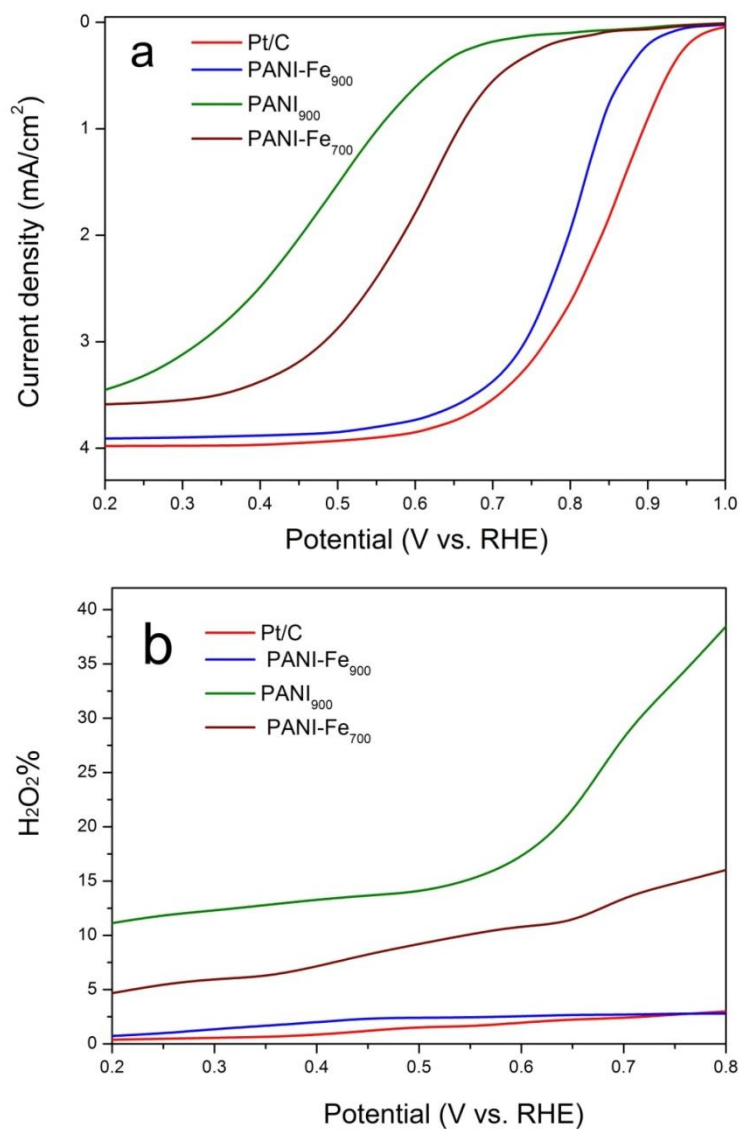 a
Pt/C
PANI-Fe₉₀₀
PANI₉₀₀
PANI-Fe₇₀₀
0
1
2
3
4
Current density (mA/cm²)
0.2 0.3 0.4 0.5 0.6 0.7 0.8 0.9 1.0
Potential (V vs. RHE)
b
Pt/C
PANI-Fe₉₀₀
PANI₉₀₀
PANI-Fe₇₀₀
40
35
30
25
20
15
10
5
0
H₂O₂%
0.2 0.3 0.4 0.5 0.6 0.7 0.8
Potential (V vs. RHE)